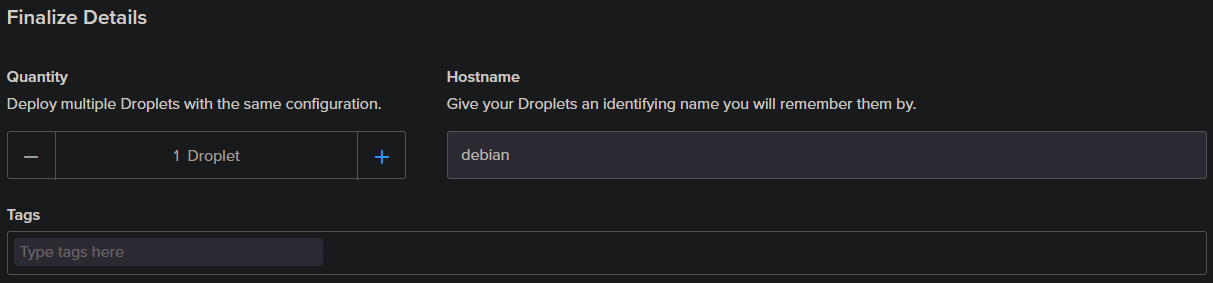 Finalize Details
Quantity
Deploy multiple Droplets with the same configuration.
1 Droplet
Hostname
Give your Droplets an identifying name you will remember them by.
debian
Tags
Type tags here